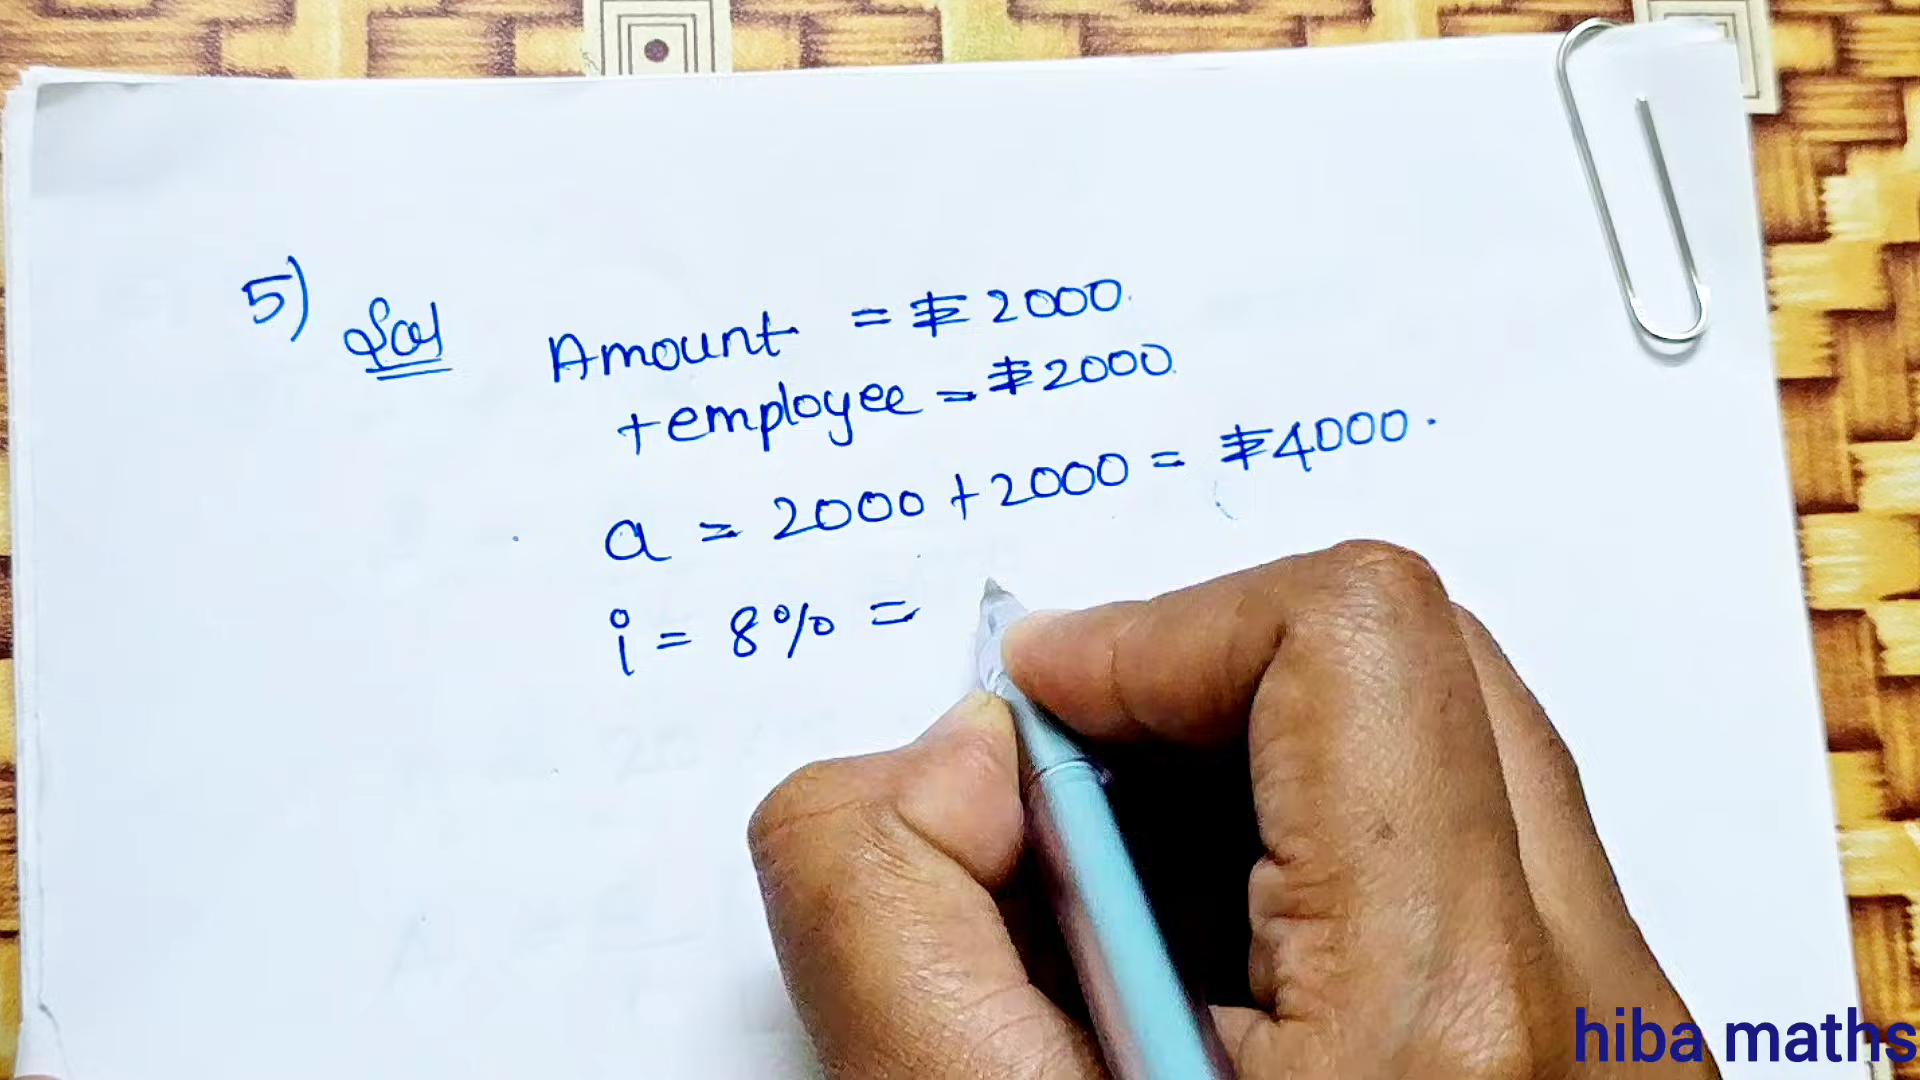 5)
Sol Amount = ₹ 2000.
+employee = ₹2000.
a = 2000 + 2000 = ₹4000.
i = 8% =
hiba maths